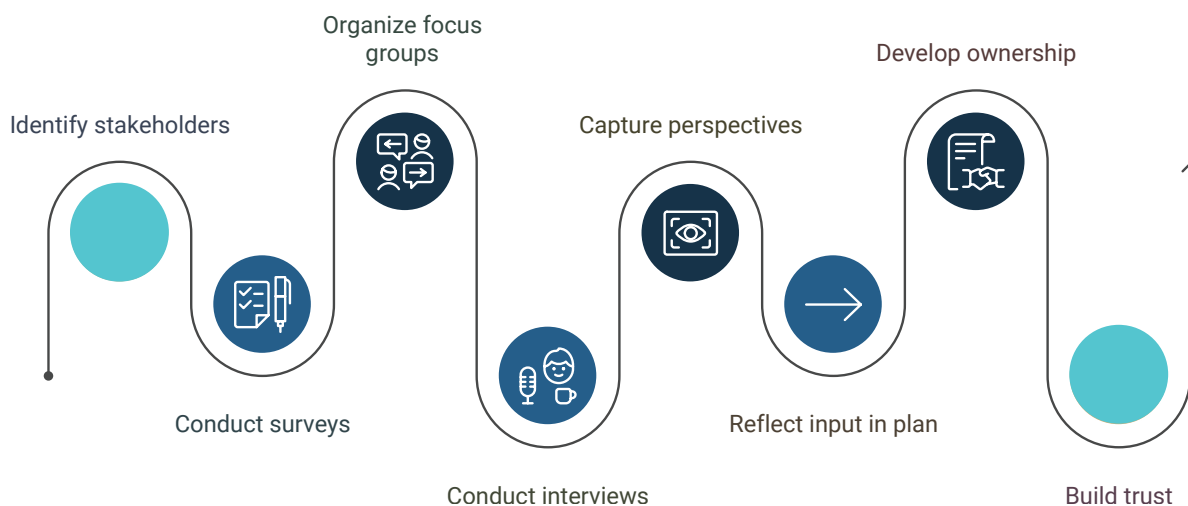 Identify stakeholders
Conduct surveys
Organize focus
groups
Conduct interviews
Capture perspectives
Reflect input in plan
Develop ownership
Build trust